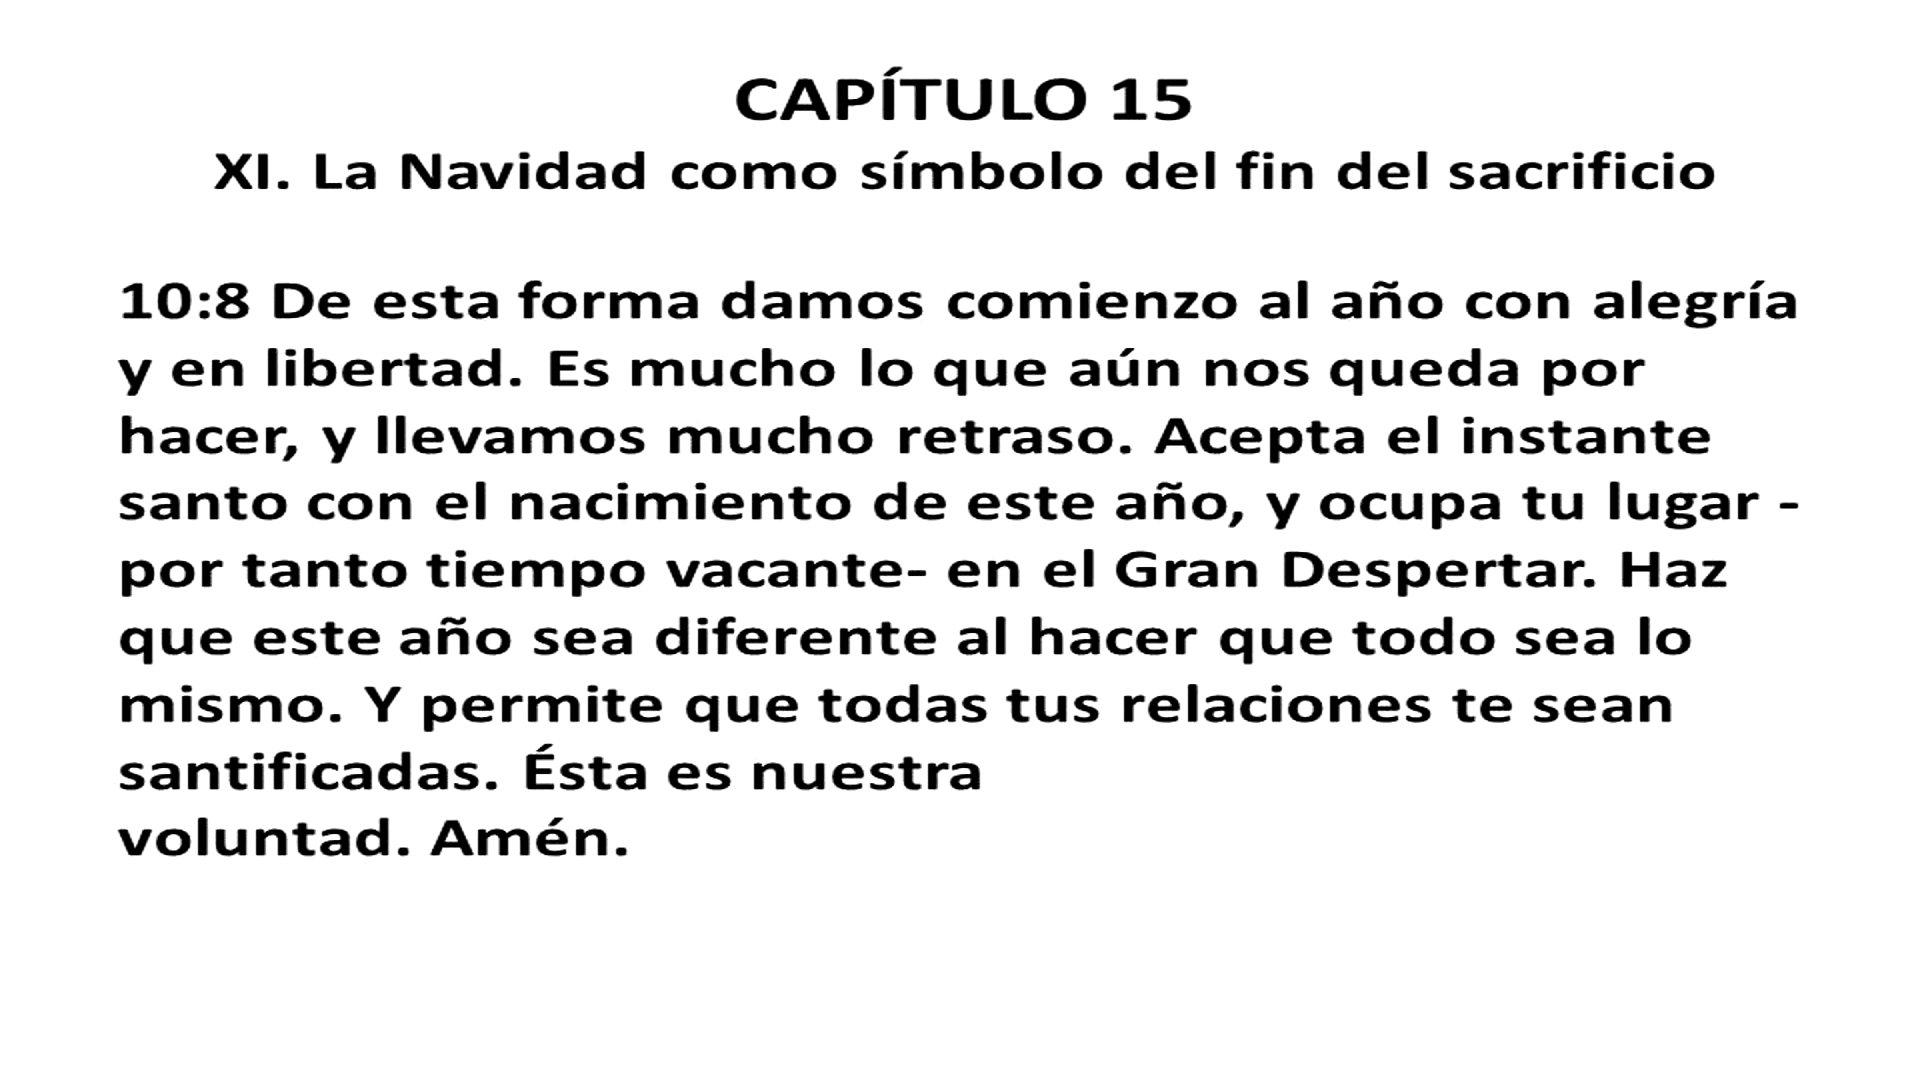 CAPÍTULO 15
XI. La Navidad como símbolo del fin del sacrificio
10:8 De esta forma damos comienzo al año con alegría
y en libertad. Es mucho lo que aún nos queda por
hacer, y llevamos mucho retraso. Acepta el instante
santo con el nacimiento de este año, y ocupa tu lugar -
por tanto tiempo vacante- en el Gran Despertar. Haz
que este año sea diferente al hacer que todo sea lo
mismo. Y permite que todas tus relaciones te sean
santificadas. Ésta es nuestra
voluntad. Amén.